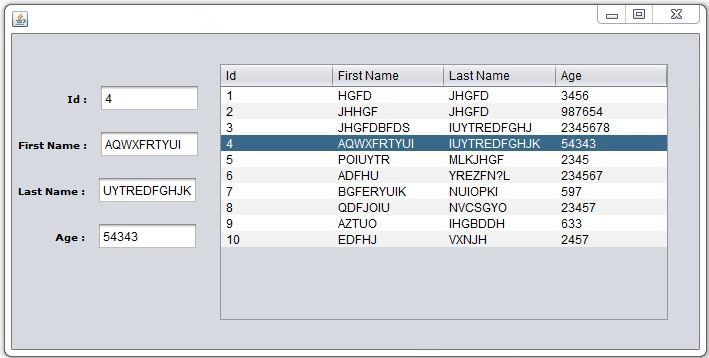 Id : 4
First Name : AQWXFRTYUI
Last Name : UYTREDFGHJK
Age : 54343
Id First Name Last Name Age
1 HGFD JHGFD 3456
2 JHHGF JHGFD 987654
3 JHGFDBFDS IUYTREDFGHJ 2345678
4 AQWXFRTYUI IUYTREDFGHJK 54343
5 POIUYTR MLKJHGF 2345
6 ADFHU YREZFN?L 234567
7 BGFERYUIK NUIOPKI 597
8 QDFJOIU NVCSGYO 23457
9 AZTUO IHGBDDH 633
10 EDFHJ VXNJH 2457